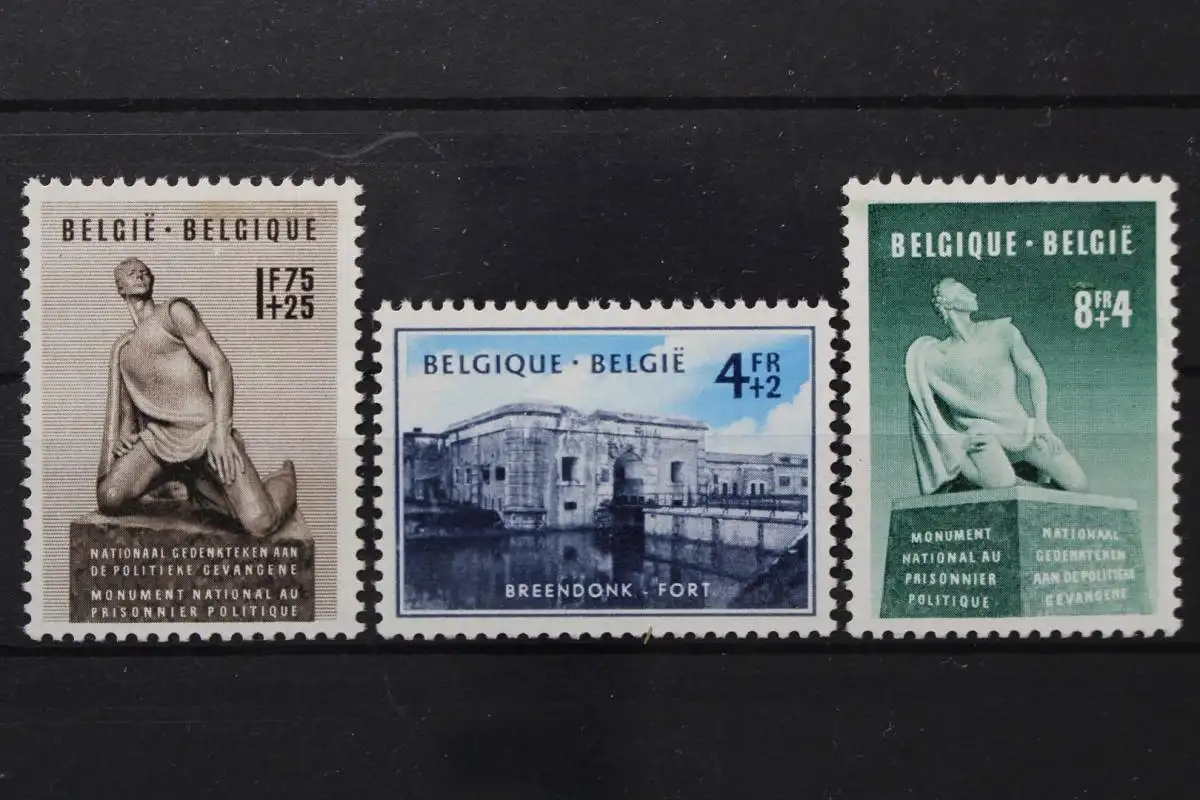 BELGIË · BELGIQUE
1F75
+25
NATIONAAL GEDENKTEKEN AAN
DE POLITIEKE GEVANGENE
MONUMENT NATIONAL AU
PRISONNIER POLITIQUE
BELGIQUE · BELGIË
4FR
+2
BREENDONK - FORT.
BELGIQUE · BELGIË
8FR
+4
MONUMENT
NATIONAL AU
PRISONNIER
POLITIQUE
NATIONAAL
GEDENKTEKEN
AAN DE POLITIEKE
GEVANGENE